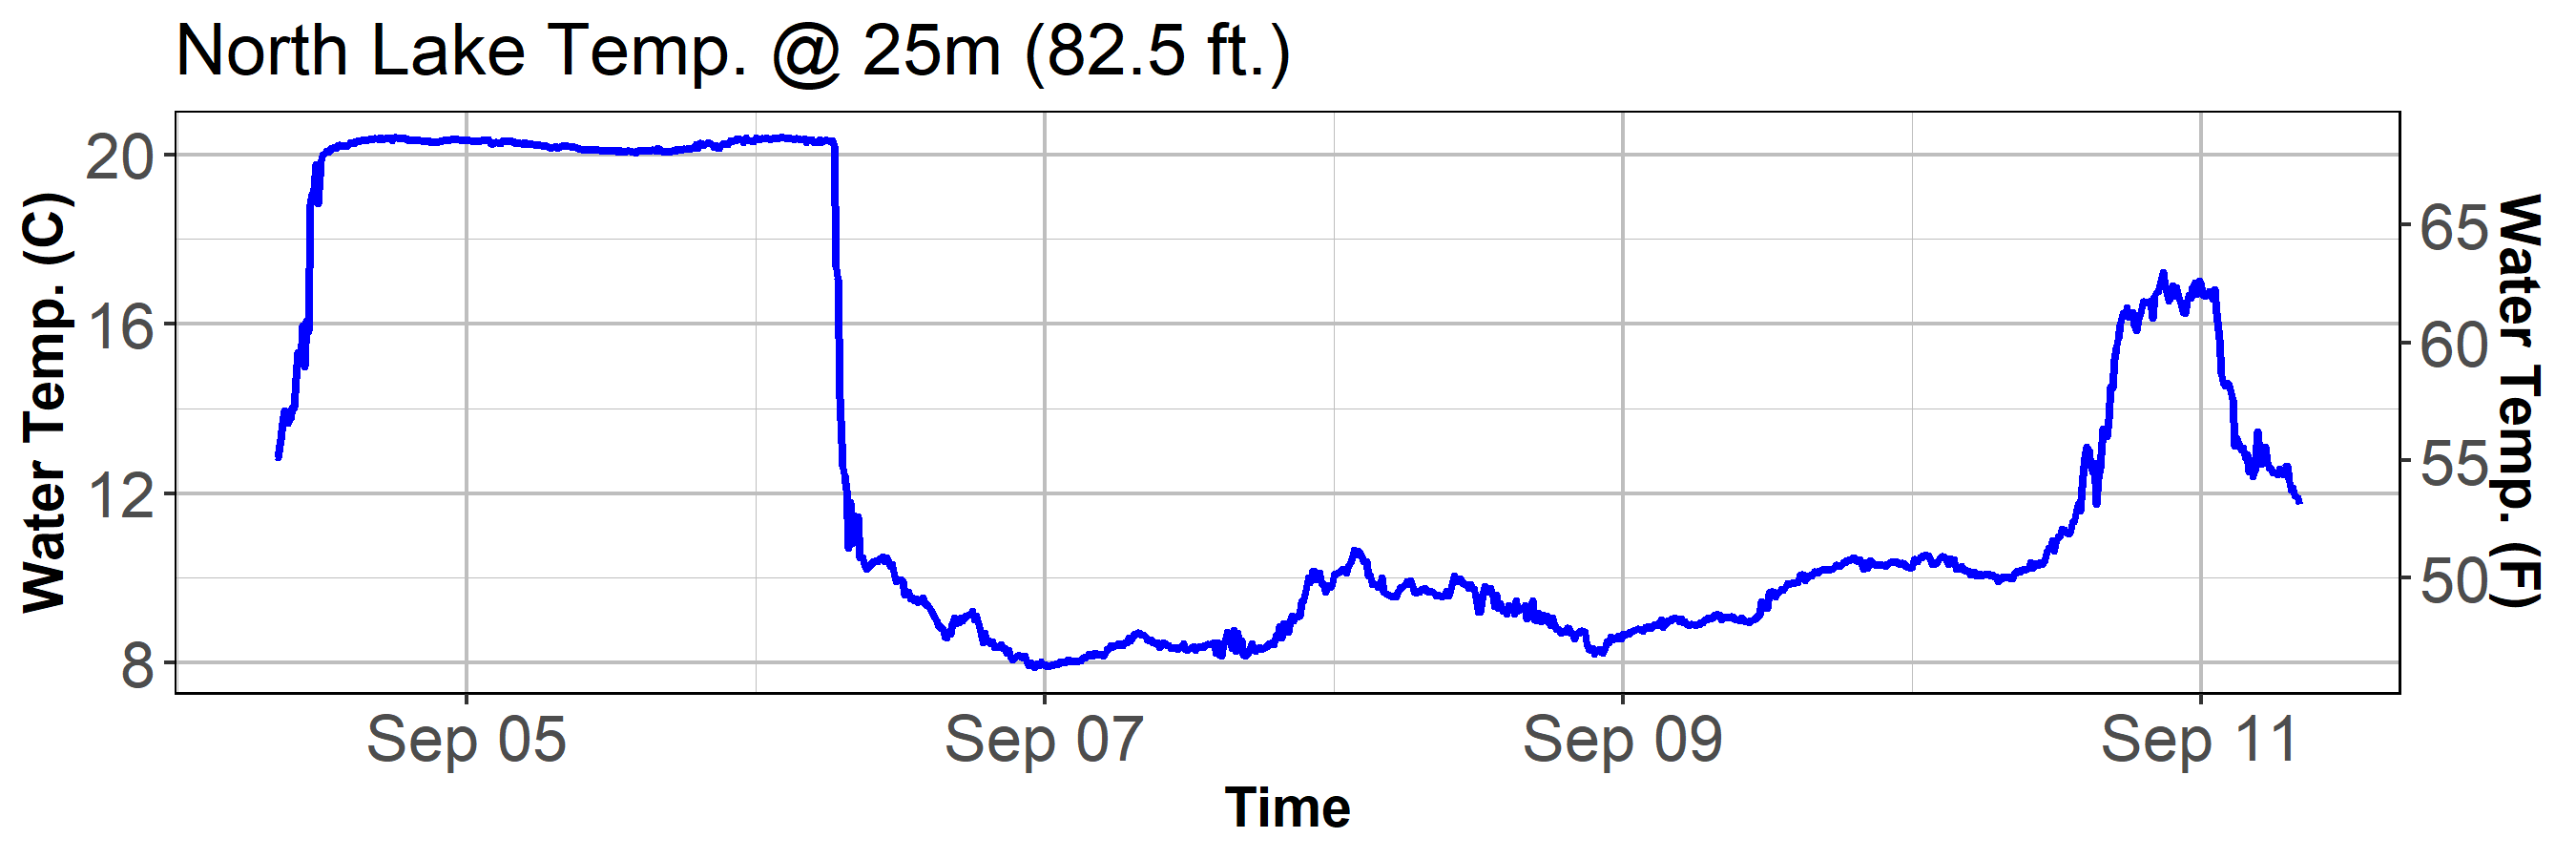 North Lake Temp. @ 25m (82.5 ft.)
Water Temp. (C)
20
16
12
8
65
60
55
50
Water Temp. (F)
Sep 05
Sep 07
Sep 09
Sep 11
Time